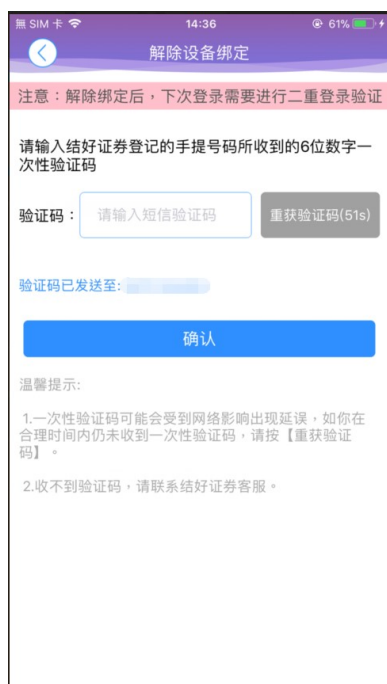 無 SIM 卡 14:36 61%
解除设备绑定
注意：解除绑定后，下次登录需要进行二重登录验证
请输入结好证券登记的手提号码所收到的6位数字一
次性验证码
验证码： 请输入短信验证码 重获验证码(51s)
验证码已发送至:
确认
温馨提示:
1.一次性验证码可能会受到网络影响出现延误，如你在
合理时间内仍未收到一次性验证码，请按【重获验证
码】。
2.收不到验证码，请联系结好证券客服。